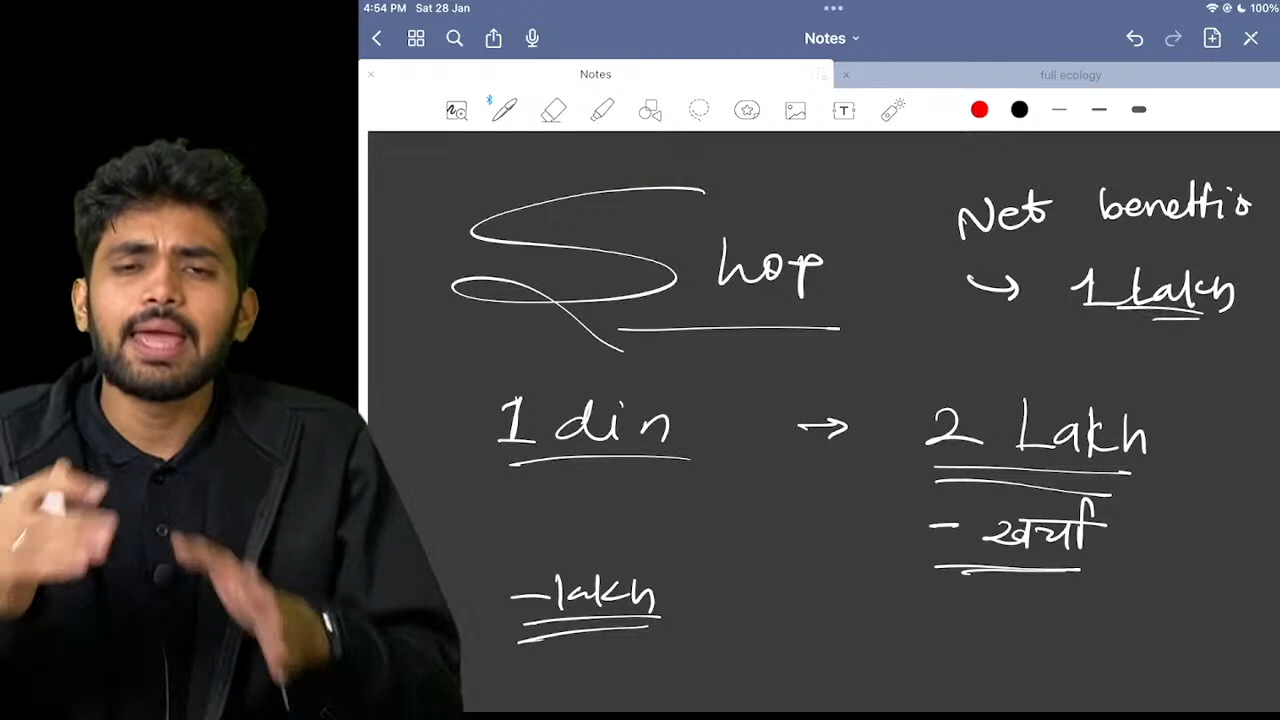 4:54 PM Sat 28 Jan
100%
Notes
Notes
full ecology
T
Net benefit
Shop
→ 1 Lakh
1 din → 2 Lakh
- खर्चा
- lakh